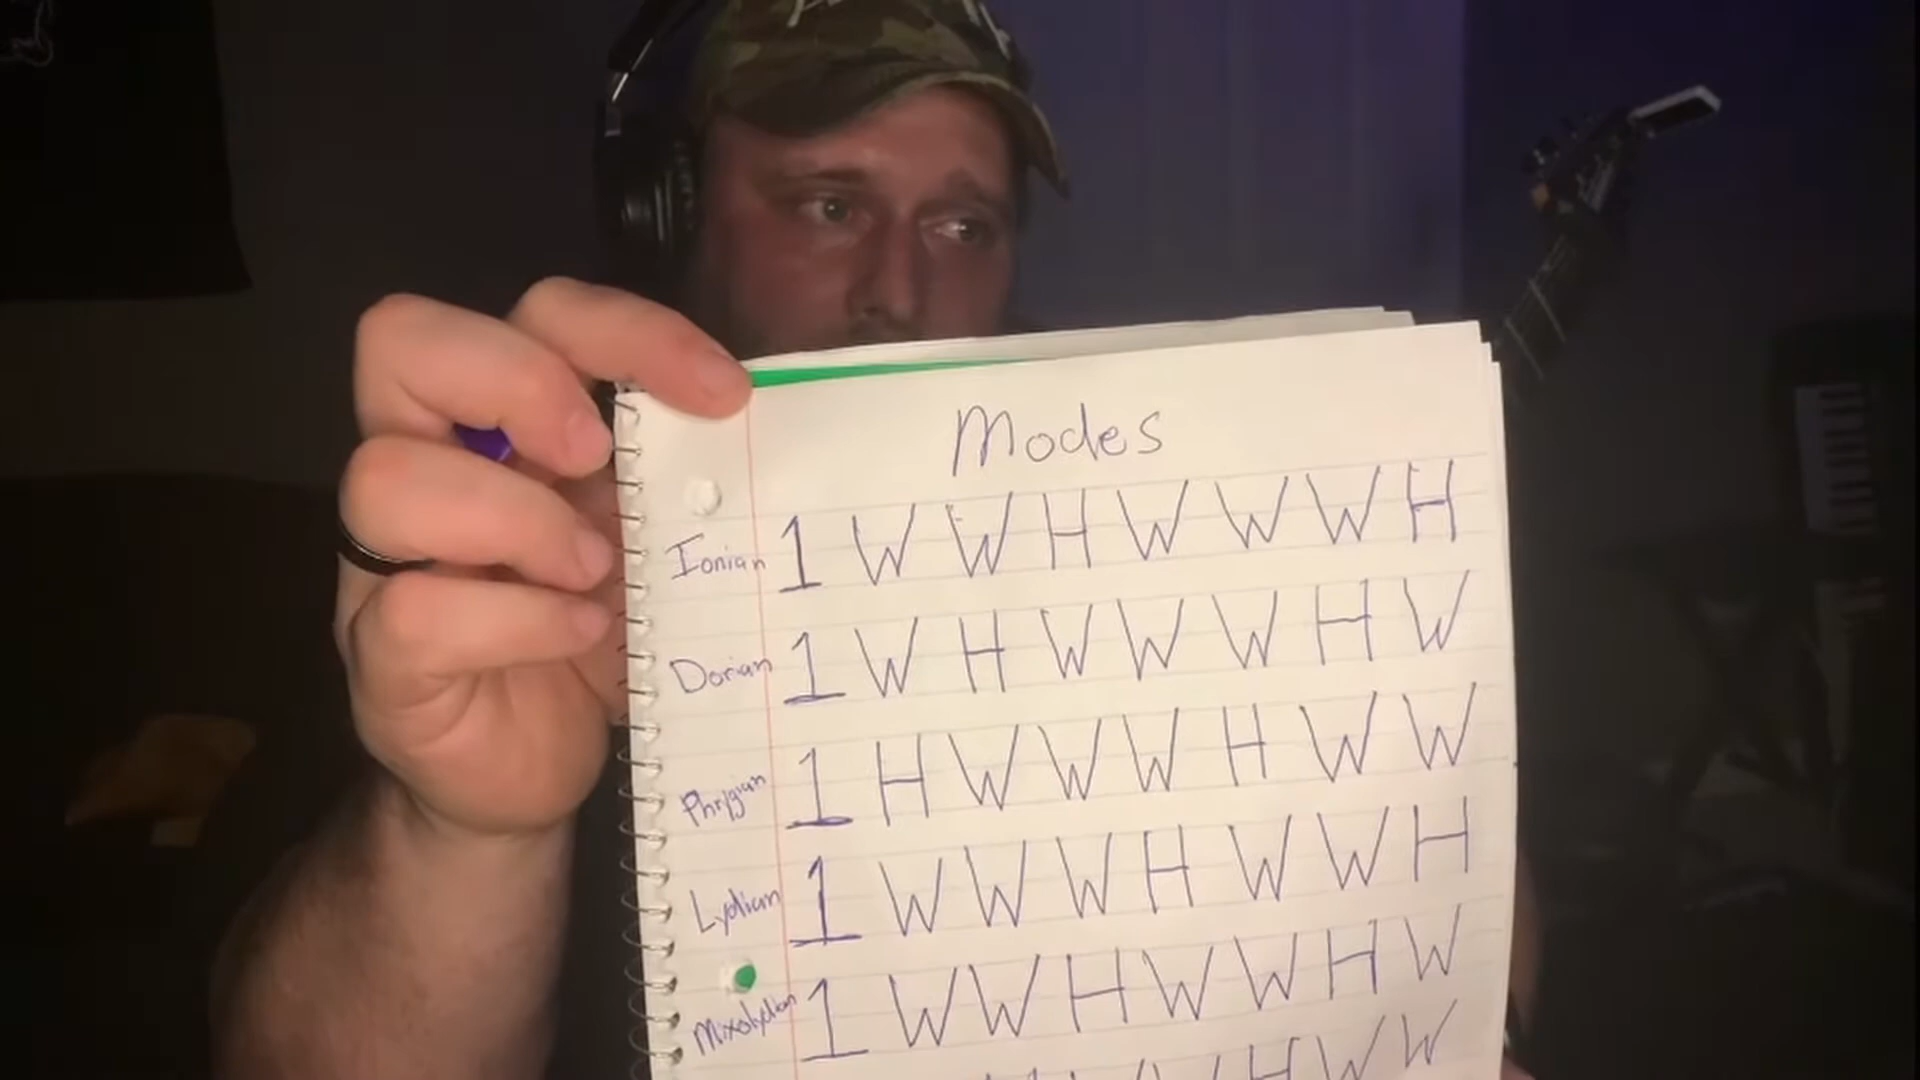 Modes
Ionian 1 W W H W W W H
Dorian 1 W H W W W H W
Phrygian 1 H W W W H W W
Lydian 1 W W W H W W H
Mixolydian 1 W W H W W H W